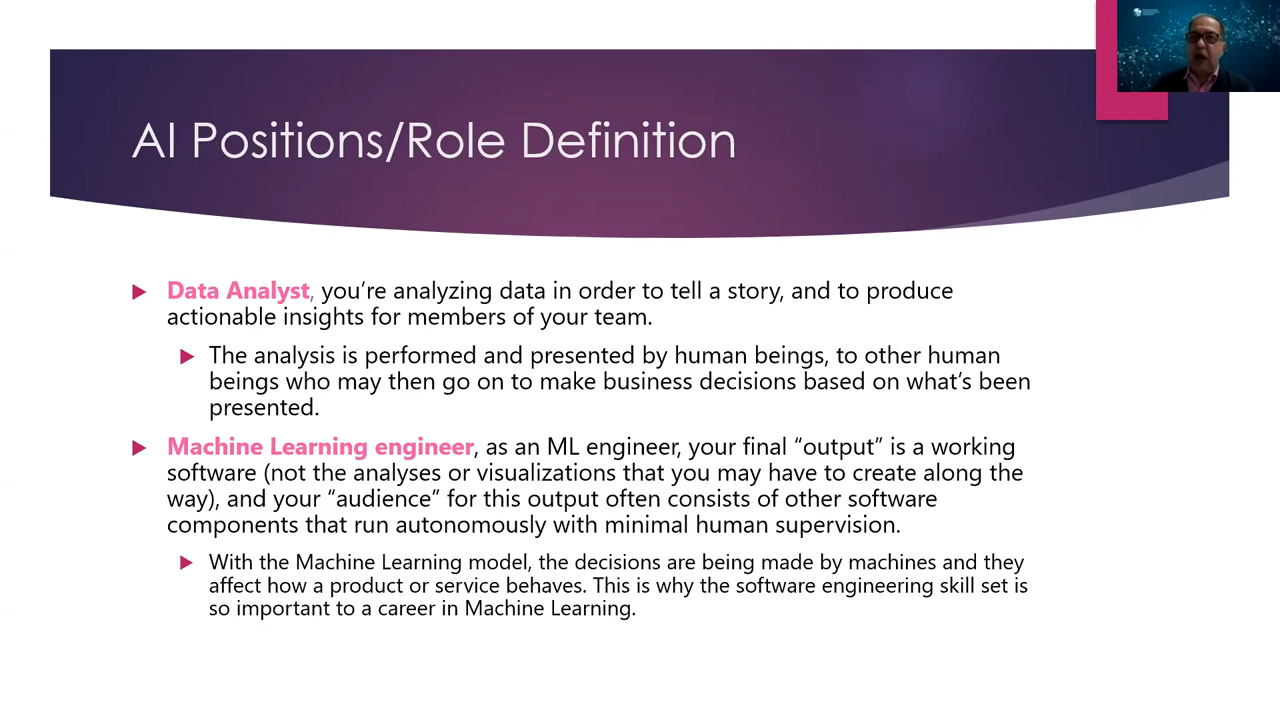 AI Positions/Role Definition
Data Analyst, you’re analyzing data in order to tell a story, and to produce
actionable insights for members of your team.
The analysis is performed and presented by human beings, to other human
beings who may then go on to make business decisions based on what’s been
presented.
Machine Learning engineer, as an ML engineer, your final “output” is a working
software (not the analyses or visualizations that you may have to create along the
way), and your “audience” for this output often consists of other software
components that run autonomously with minimal human supervision.
With the Machine Learning model, the decisions are being made by machines and they
affect how a product or service behaves. This is why the software engineering skill set is
so important to a career in Machine Learning.